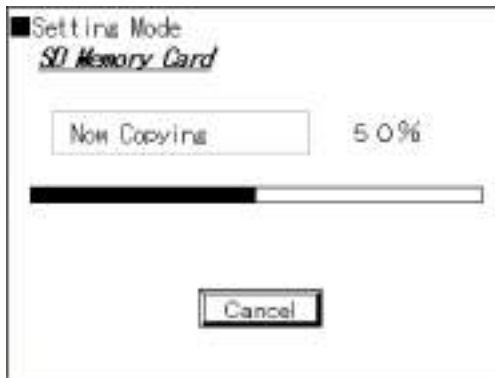 ■Setting Mode
SD Memory Card
Now Copying
50%
Cancel